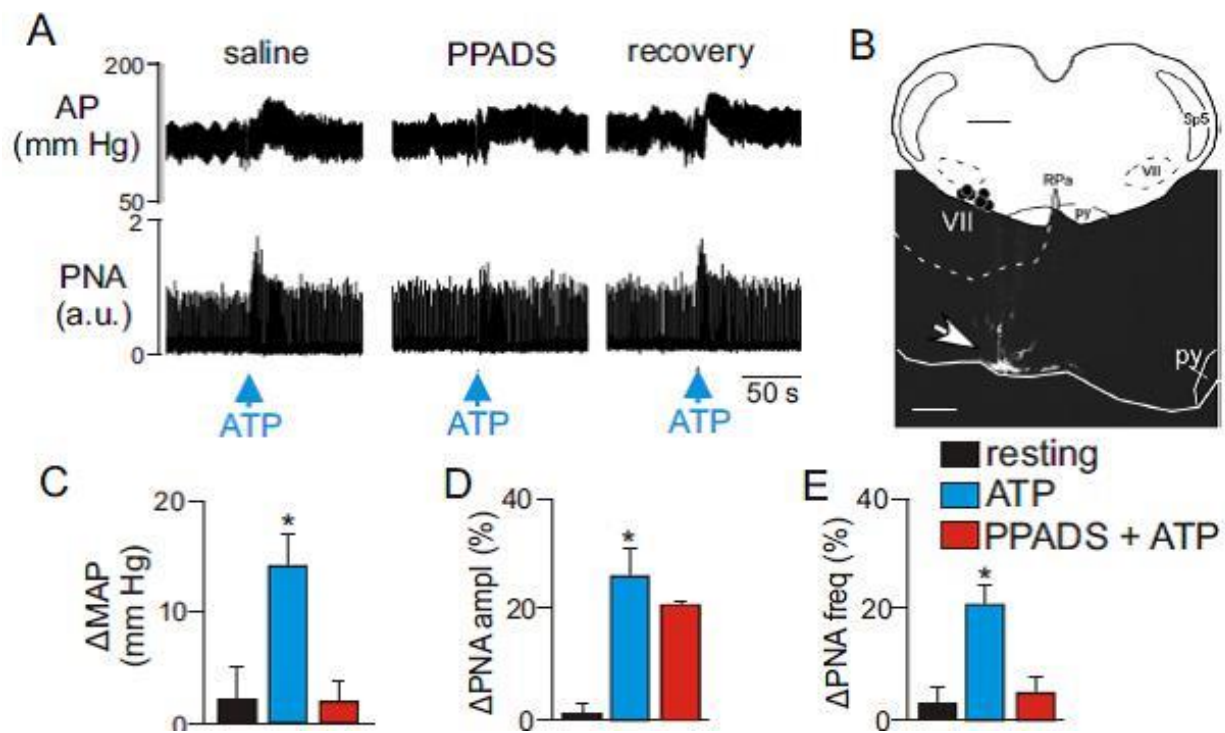 A
saline PPADS recovery
200
AP
(mm Hg)
50
2
PNA
(a.u.)
0
ATP ATP ATP
50 s
B
Sp5
VII
RPa
py
VII
py
resting
ATP
PPADS + ATP
C
20
10
0
ΔMAP
(mm Hg)
*
D
40
20
0
ΔPNA ampl (%)
*
E
40
20
0
ΔPNA freq (%)
*